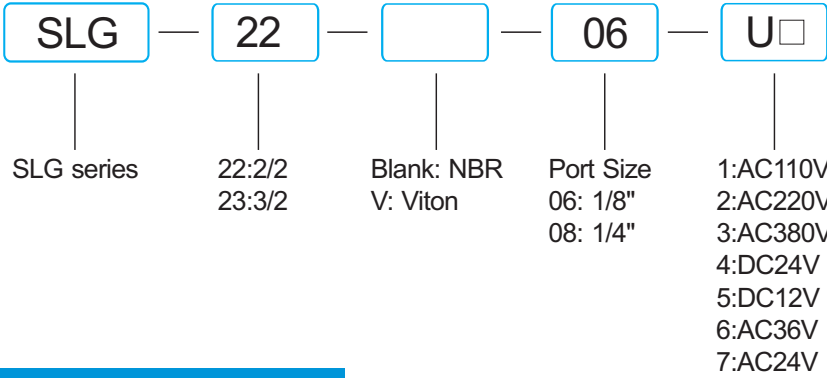 SLG — 22 — — 06 — U□
SLG series 22:2/2 Blank: NBR Port Size 1:AC110V
23:3/2 V: Viton 06: 1/8" 2:AC220V
08: 1/4" 3:AC380V
4:DC24V
5:DC12V
6:AC36V
7:AC24V